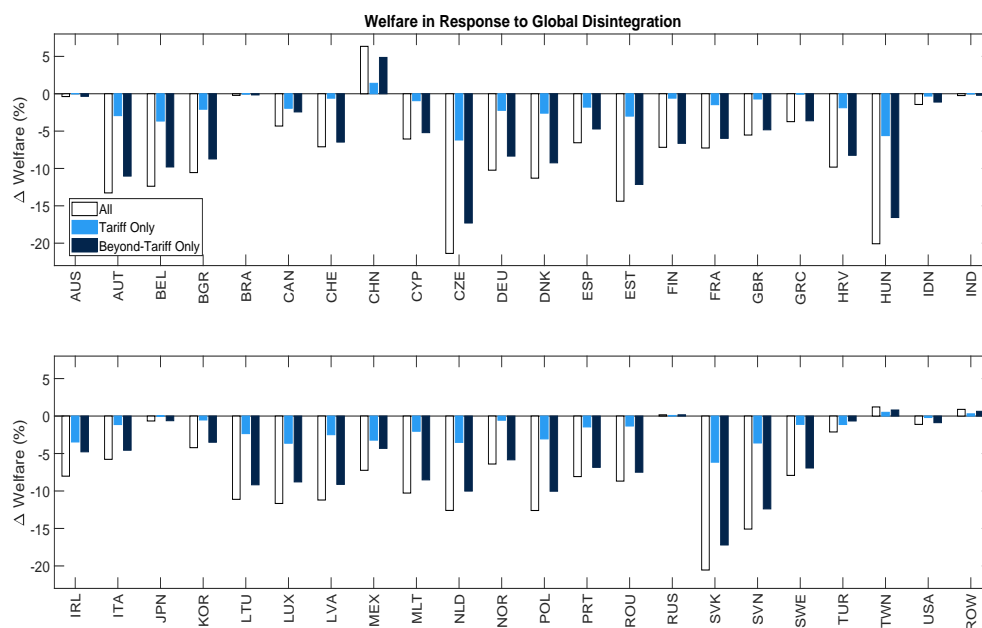 Welfare in Response to Global Disintegration
Δ Welfare (%)
5
0
-5
-10
-15
-20
All
Tariff Only
Beyond-Tariff Only
AUS AUT BEL BGR BRA CAN CHE CHN CYP CZE DEU DNK ESP EST FIN FRA GBR GRC HRV HUN IDN IND
Δ Welfare (%)
5
0
-5
-10
-15
-20
IRL ITA JPN KOR LTU LUX LVA MEX MLT NLD NOR POL PRT ROU RUS SVK SVN SWE TUR TWN USA ROW